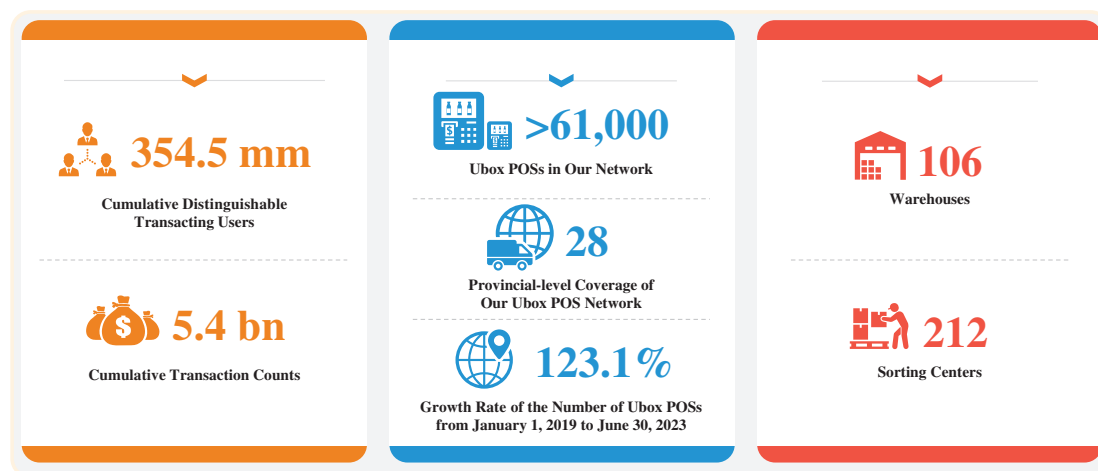 354.5 mm
Cumulative Distinguishable
Transacting Users
5.4 bn
Cumulative Transaction Counts
>61,000
Ubox POSs in Our Network
28
Provincial-level Coverage of
Our Ubox POS Network
123.1%
Growth Rate of the Number of Ubox POSs
from January 1, 2019 to June 30, 2023
106
Warehouses
212
Sorting Centers